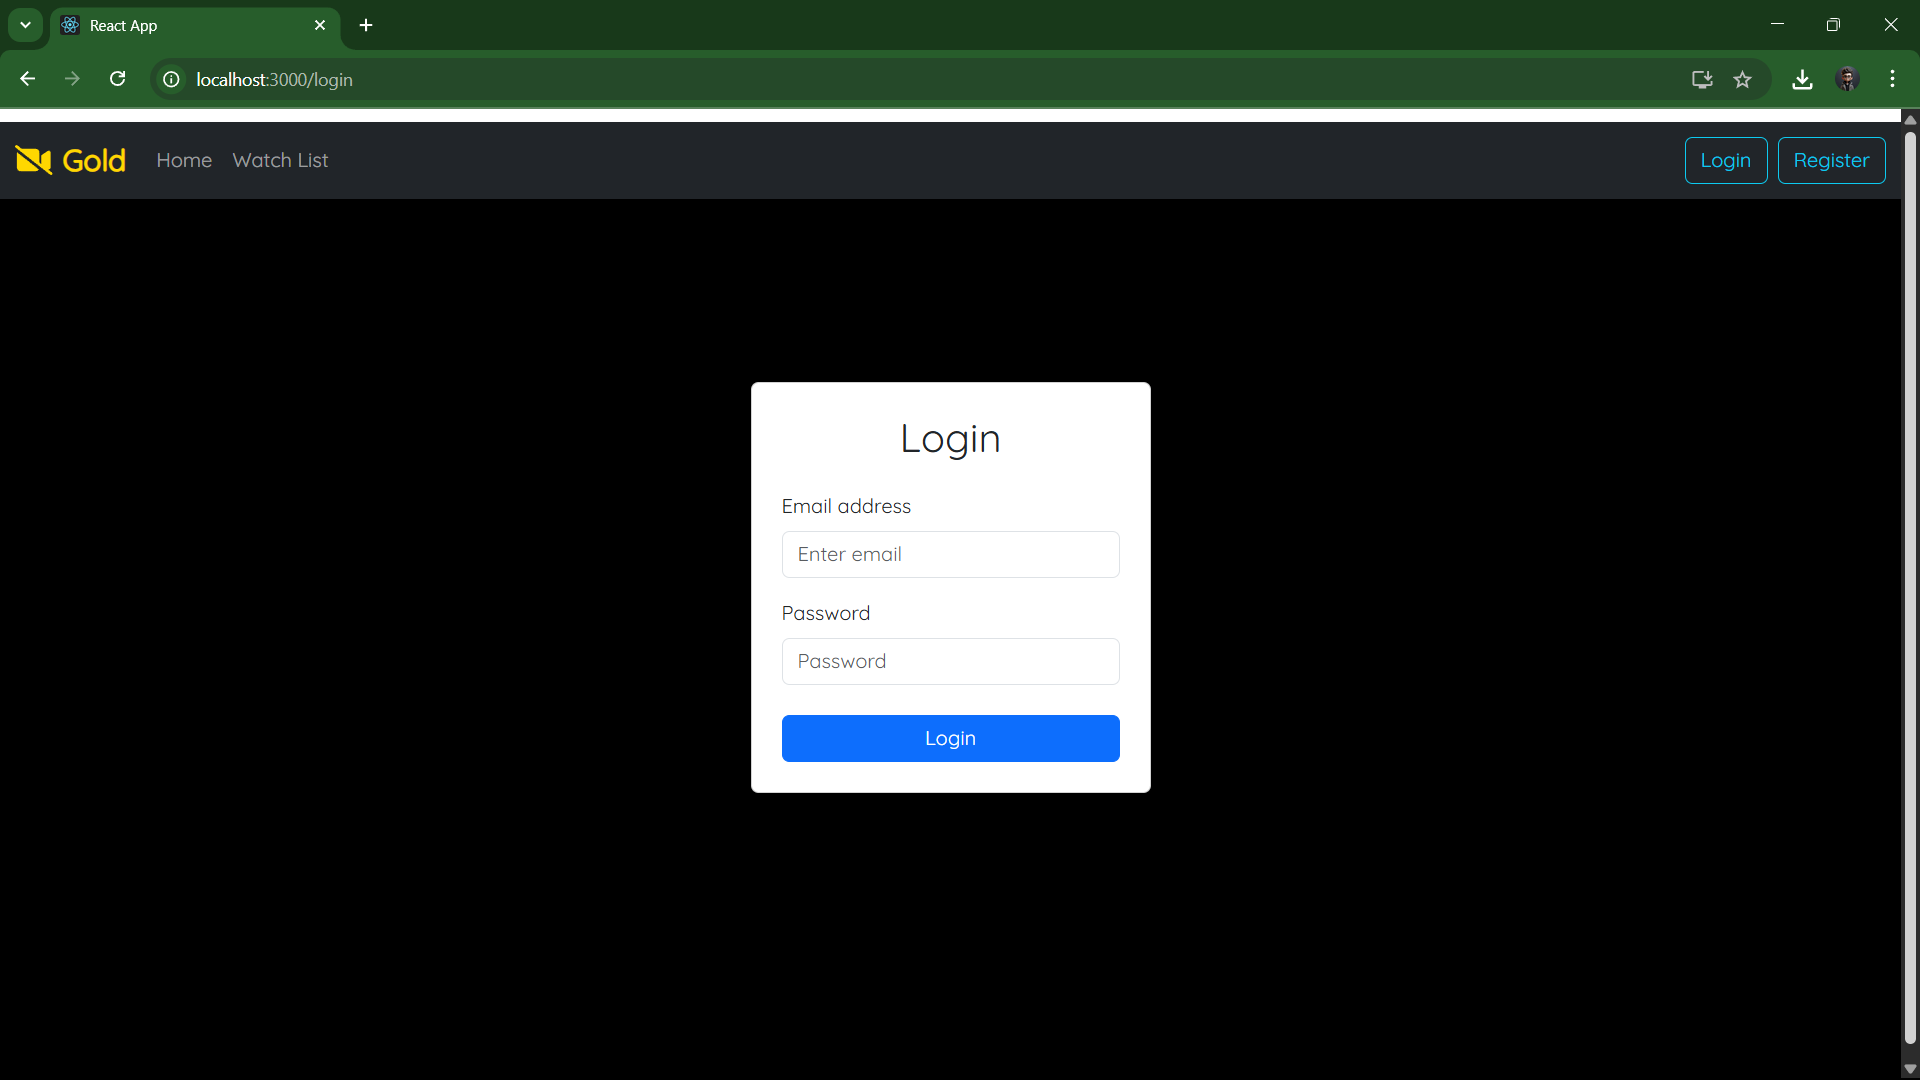 React App
localhost:3000/login
Gold Home Watch List Login Register
Login
Email address
Enter email
Password
Password
Login